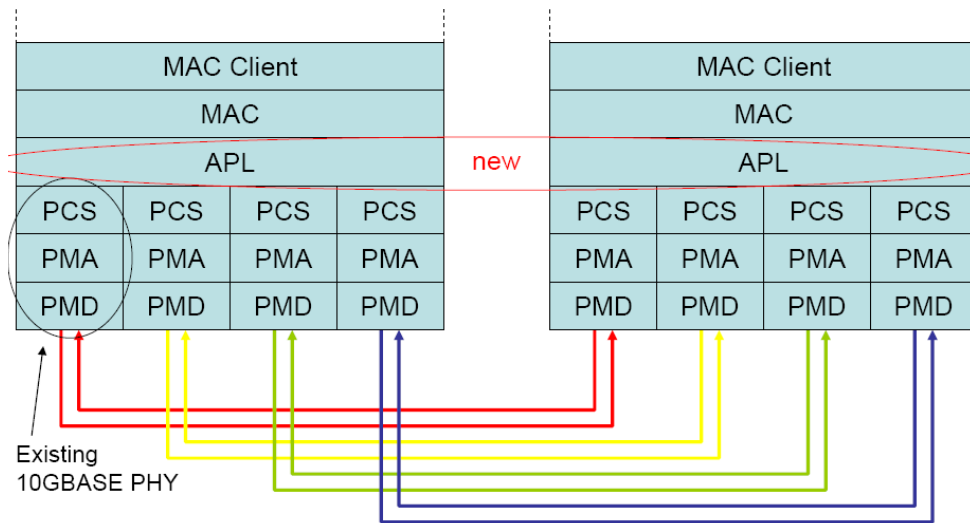 MAC Client MAC Client
MAC MAC
APL new APL
PCS PCS PCS PCS PCS PCS PCS PCS
PMA PMA PMA PMA PMA PMA PMA PMA
PMD PMD PMD PMD PMD PMD PMD PMD
Existing
10GBASE PHY